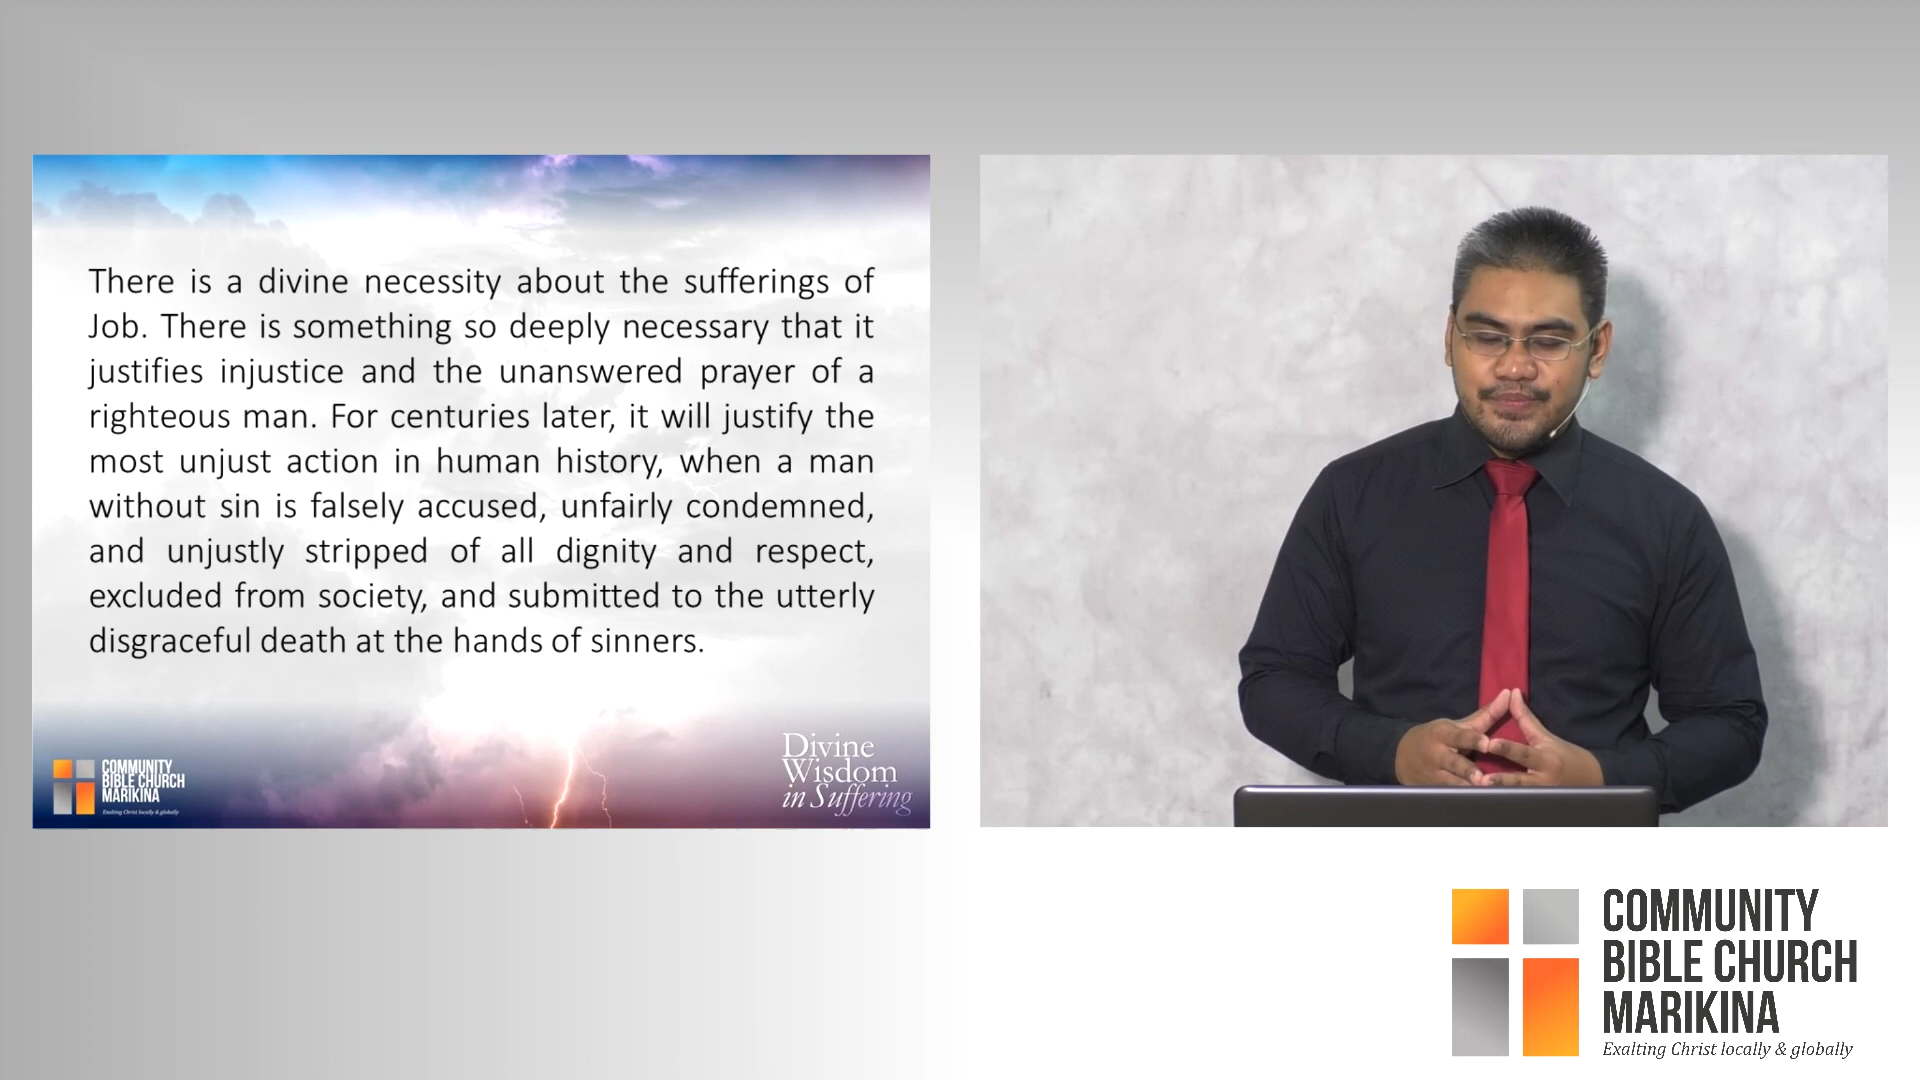 There is a divine necessity about the sufferings of
Job. There is something so deeply necessary that it
justifies injustice and the unanswered prayer of a
righteous man. For centuries later, it will justify the
most unjust action in human history, when a man
without sin is falsely accused, unfairly condemned,
and unjustly stripped of all dignity and respect,
excluded from society, and submitted to the utterly
disgraceful death at the hands of sinners.
COMMUNITY
BIBLE CHURCH
MARIKINA
Exalting Christ locally & globally
Divine
Wisdom
in Suffering
COMMUNITY
BIBLE CHURCH
MARIKINA
Exalting Christ locally & globally